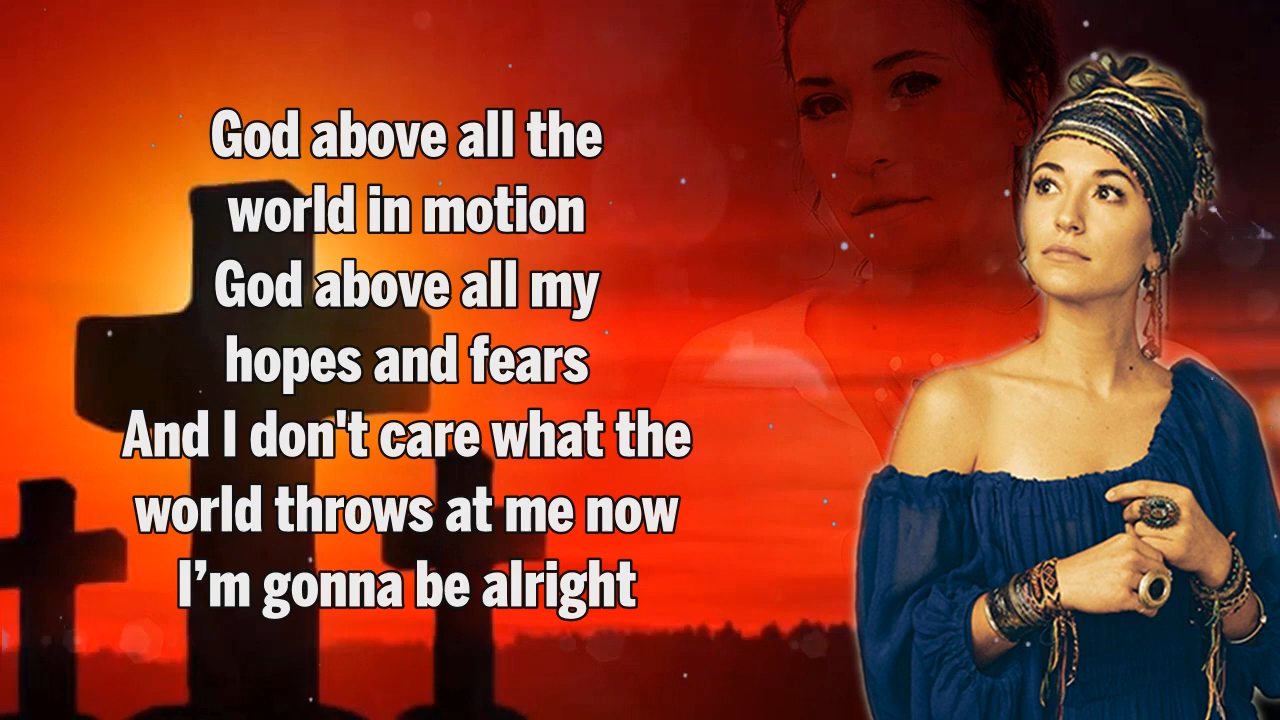 God above all the
world in motion
God above all my
hopes and fears
And I don't care what the
world throws at me now
I’m gonna be alright